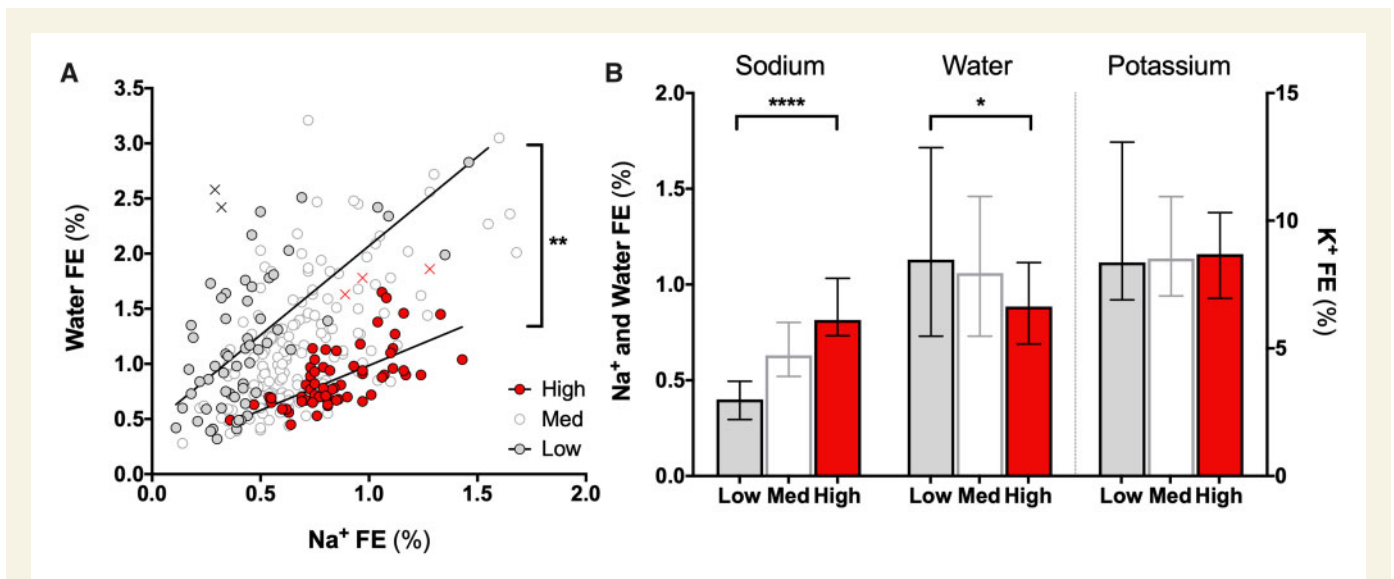 A
3.5
3.0
2.5
2.0
1.5
1.0
0.5
0.0
Water FE (%)
0.0 0.5 1.0 1.5 2.0
Na⁺ FE (%)
**
High
Med
Low
B
Sodium Water Potassium
2.0
1.5
1.0
0.5
0.0
Na⁺ and Water FE (%)
**** *
15
10
5
0
K⁺ FE (%)
Low Med High Low Med High Low Med High